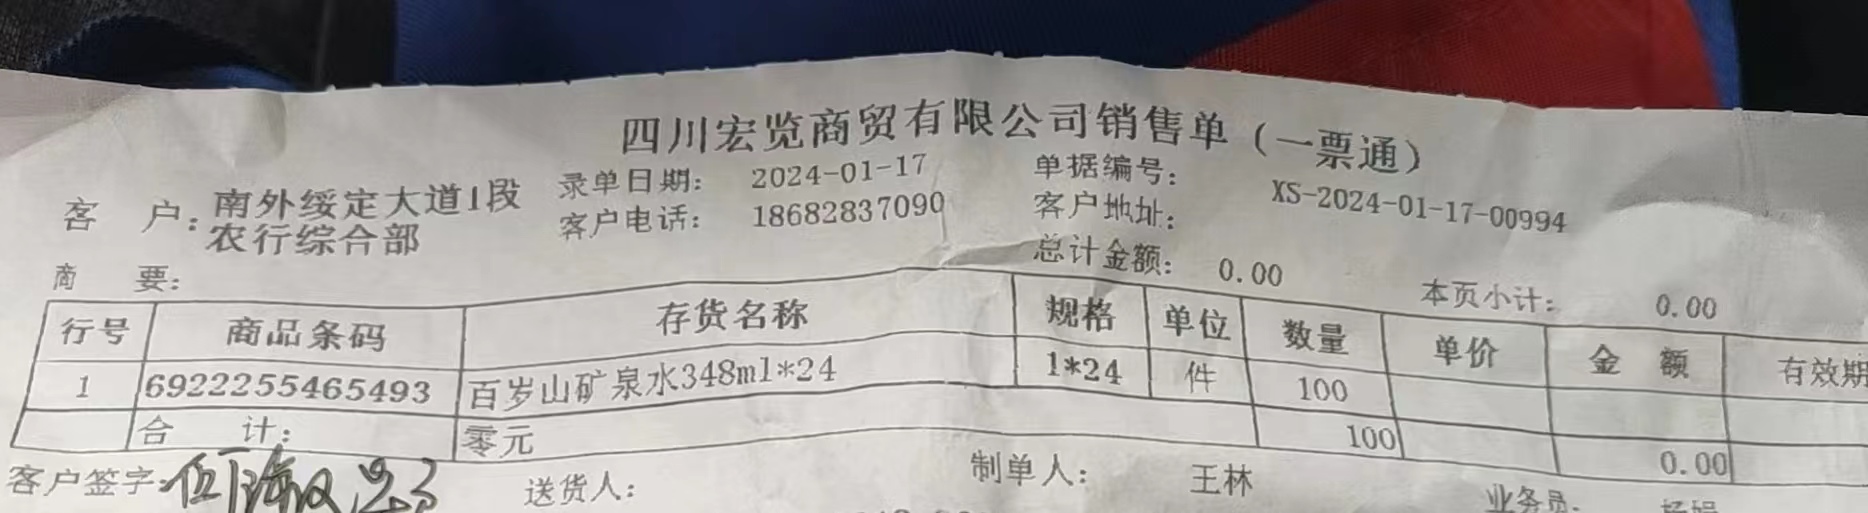 四川宏览商贸有限公司销售单（一票通）
客 户：南外绥定大道1段农行综合部
录单日期： 2024-01-17
单据编号： XS-2024-01-17-00994
客户电话： 18682837090
客户地址：
总计金额： 0.00
本页小计： 0.00
商 要：
行号 商品条码 存货名称 规格 单位 数量 单价 金 额 有效期
1 6922255465493 百岁山矿泉水348ml*24 1*24 件 100
合 计： 零元 100 0.00
客户签字：
送货人：
制单人： 王林
业务员：